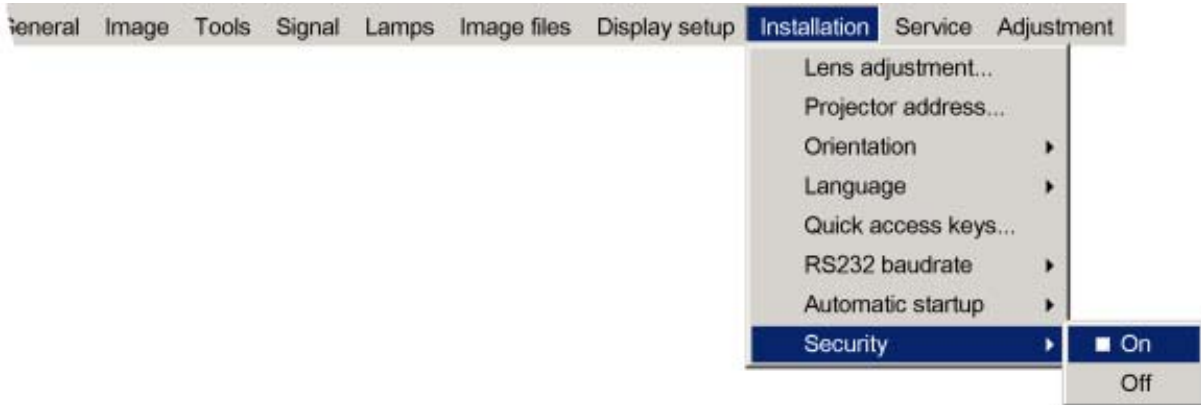 General Image Tools Signal Lamps Image files Display setup Installation Service Adjustment
Lens adjustment...
Projector address...
Orientation
Language
Quick access keys...
RS232 baudrate
Automatic startup
Security
On
Off